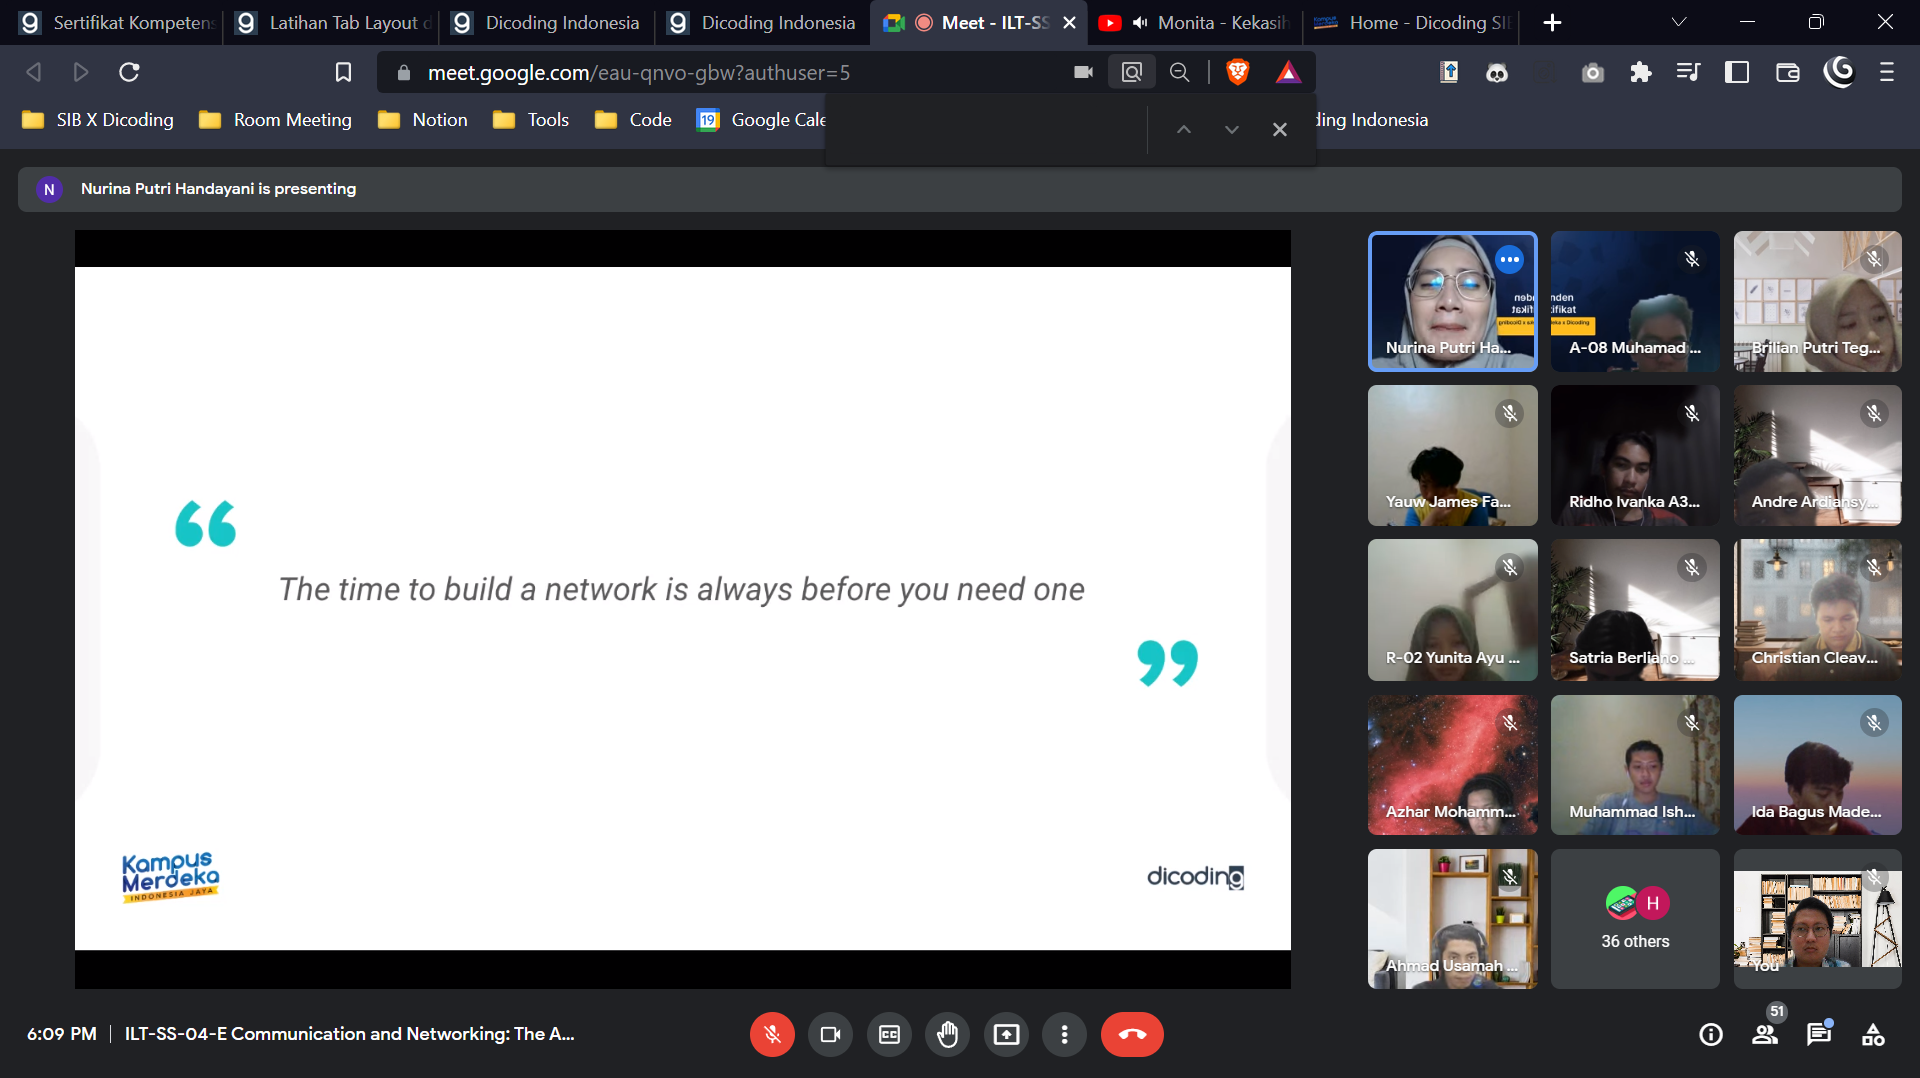 Sertifikat Kompetens
Latihan Tab Layout d
Dicoding Indonesia
Dicoding Indonesia
Meet - ILT-SS
Monita - Kekasih
Home - Dicoding SI
meet.google.com/eau-qnvo-gbw?authuser=5
SIB X Dicoding
Room Meeting
Notion
Tools
Code
19
Google Cale
ding Indonesia
N
Nurina Putri Handayani is presenting
“
The time to build a network is always before you need one
”
Kampus
Merdeka
INDONESIA JAYA
dicoding
Nurina Putri Ha...
A-08 Muhamad ...
Brilian Putri Teg...
Yauw James Fa...
Ridho Ivanka A3...
Andre Ardiansy...
R-02 Yunita Ayu ...
Satria Berliano ...
Christian Cleav...
Azhar Mohamm...
Muhammad Ish...
Ida Bagus Made...
Ahmad Usamah ...
H
36 others
You
6:09 PM
ILT-SS-04-E Communication and Networking: The A...
CC
51